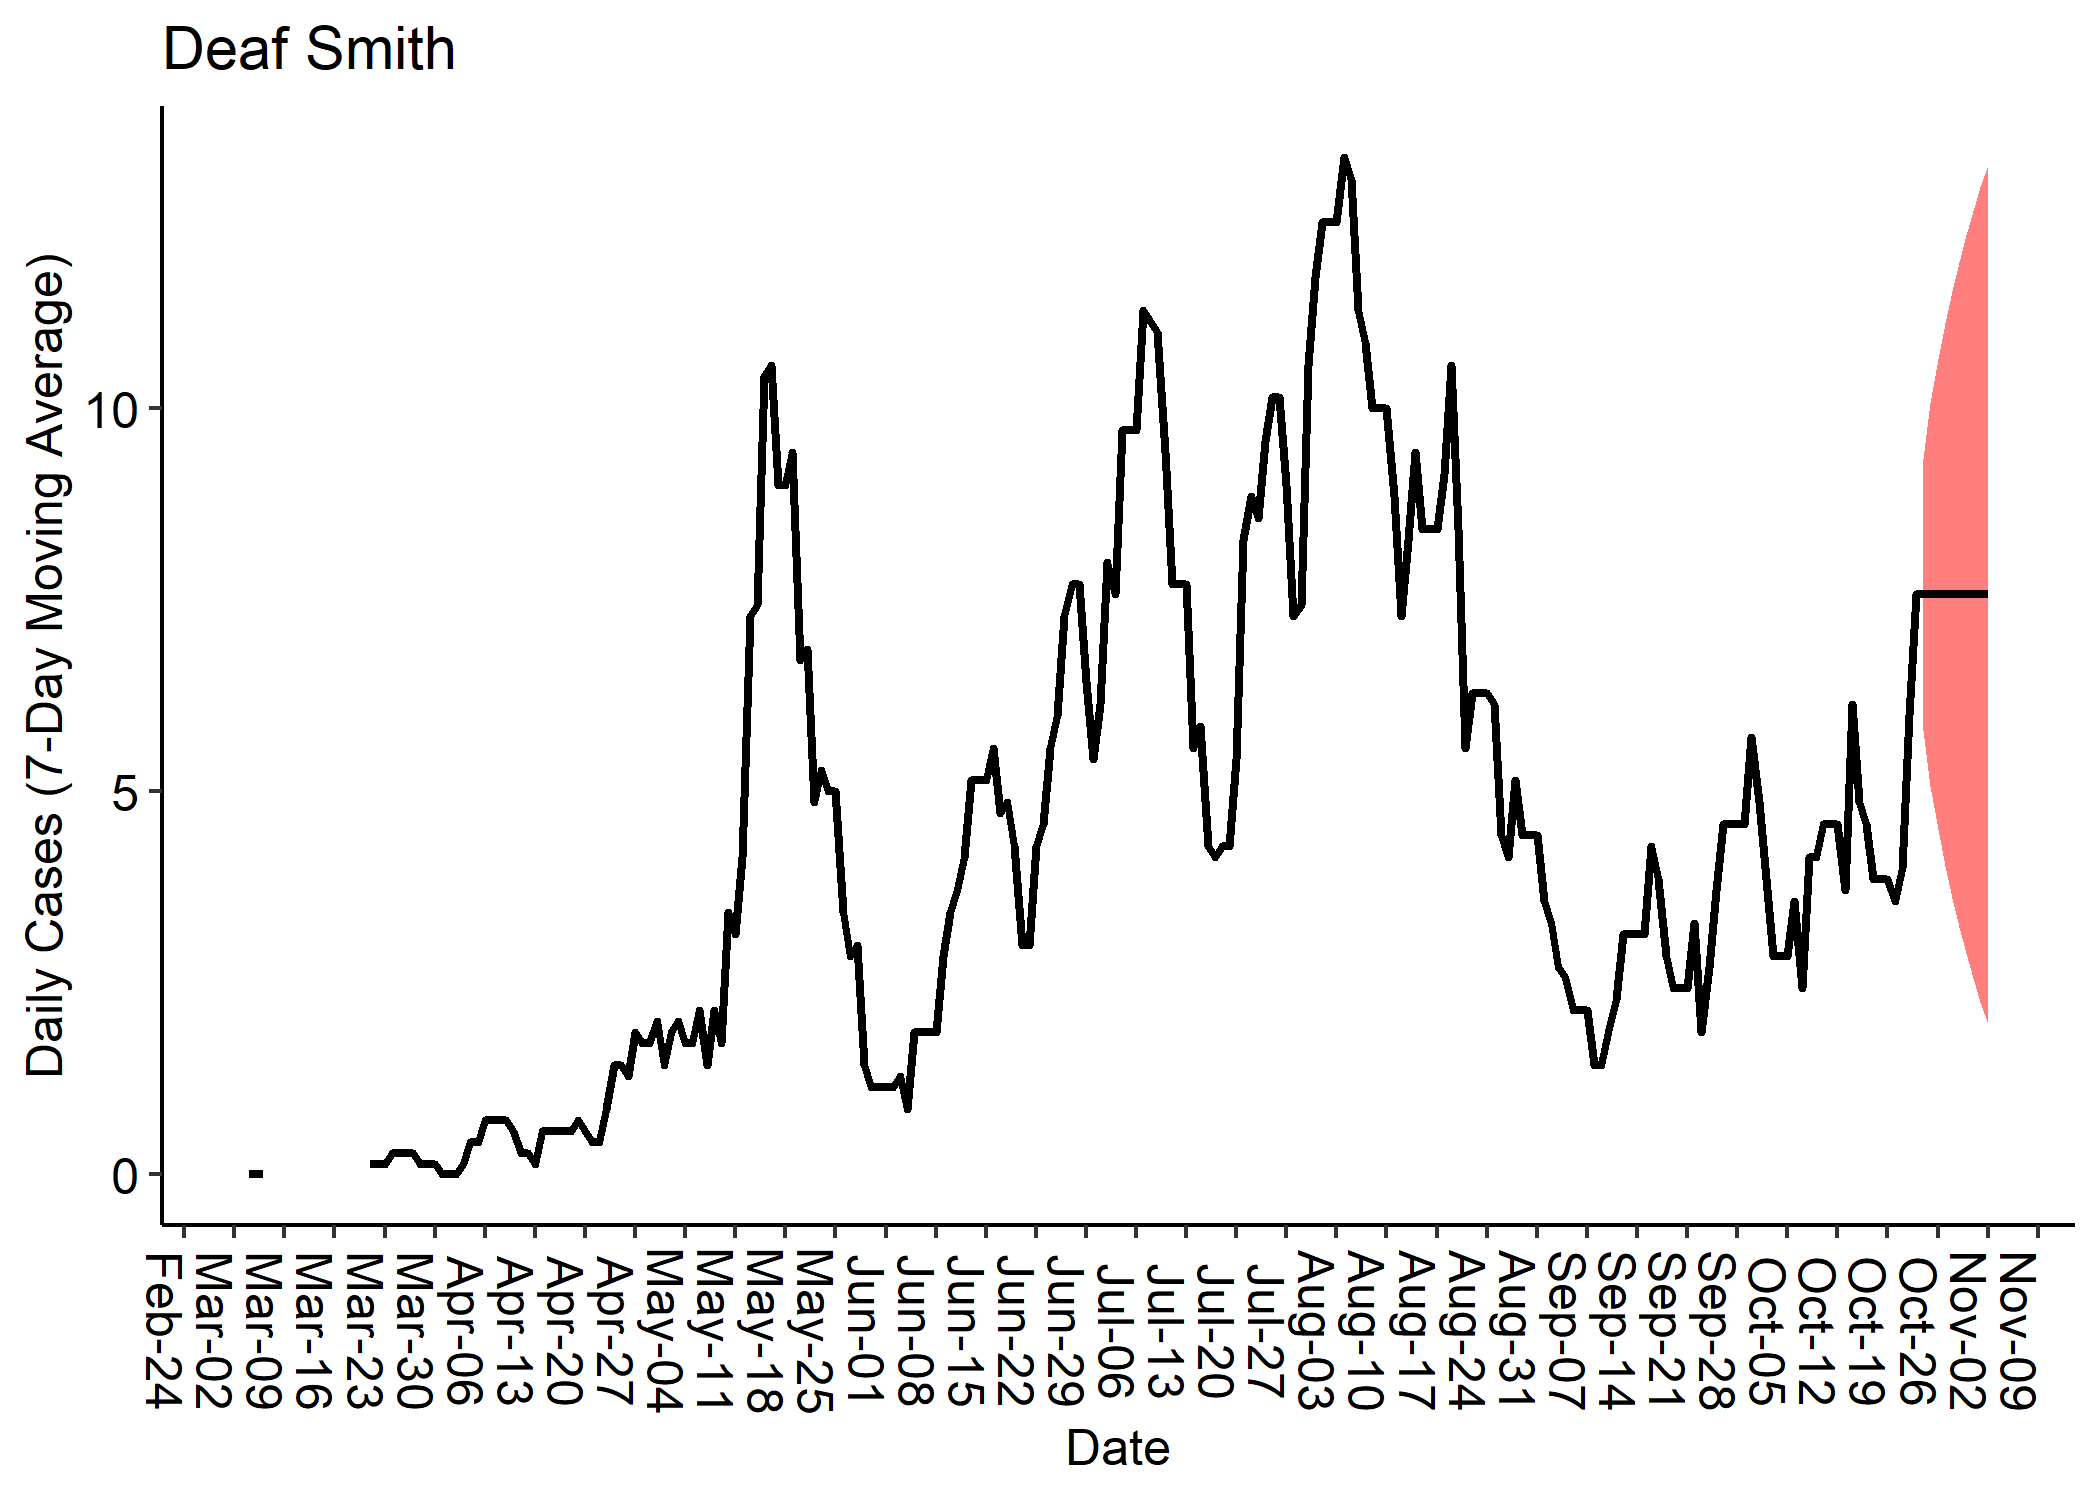 Deaf Smith
Daily Cases (7-Day Moving Average)
10
5
0
Feb-24
Mar-02
Mar-09
Mar-16
Mar-23
Mar-30
Apr-06
Apr-13
Apr-20
Apr-27
May-04
May-11
May-18
May-25
Jun-01
Jun-08
Jun-15
Jun-22
Jun-29
Jul-06
Jul-13
Jul-20
Jul-27
Aug-03
Aug-10
Aug-17
Aug-24
Aug-31
Sep-07
Sep-14
Sep-21
Sep-28
Oct-05
Oct-12
Oct-19
Oct-26
Nov-02
Nov-09
Date